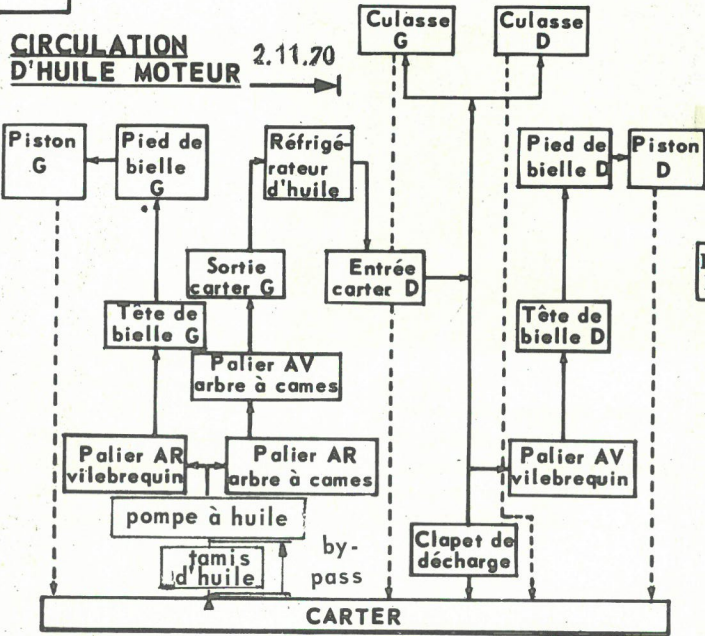 Culasse
G
Culasse
D
CIRCULATION
D'HUILE MOTEUR
2.11.70
Piston
G
Pied de
bielle
G
Réfrigé-
rateur
d'huile
Pied de
bielle D
Piston
D
Sortie
carter G
Entrée
carter D
Tête de
bielle G
Tête de
bielle D
Palier AV
arbre à cames
Palier AR
vilebrequin
Palier AR
arbre à cames
Palier AV
vilebrequin
pompe à huile
Clapet de
décharge
tamis
d'huile
by-
pass
CARTER